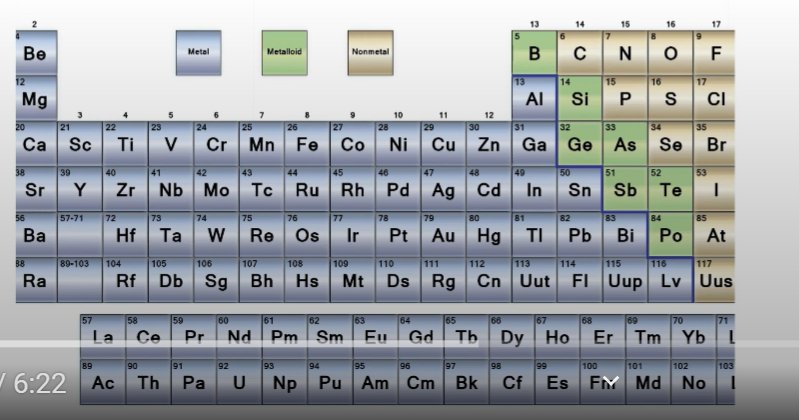 2 13 14 15 16 17
4 Be Metal Metalloid Nonmetal 5 B 6 C 7 N 8 O 9 F
12 Mg 13 Al 14 Si 15 P 16 S 17 Cl
3 4 5 6 7 8 9 10 11 12
20 Ca 21 Sc 22 Ti 23 V 24 Cr 25 Mn 26 Fe 27 Co 28 Ni 29 Cu 30 Zn 31 Ga 32 Ge 33 As 34 Se 35 Br
38 Sr 39 Y 40 Zr 41 Nb 42 Mo 43 Tc 44 Ru 45 Rh 46 Pd 47 Ag 48 Cd 49 In 50 Sn 51 Sb 52 Te 53 I
56 Ba 57-71 72 Hf 73 Ta 74 W 75 Re 76 Os 77 Ir 78 Pt 79 Au 80 Hg 81 Tl 82 Pb 83 Bi 84 Po 85 At
88 Ra 89-103 104 Rf 105 Db 106 Sg 107 Bh 108 Hs 109 Mt 110 Ds 111 Rg 112 Cn 113 Uut 114 Fl 115 Uup 116 Lv 117 Uus
57 La 58 Ce 59 Pr 60 Nd 61 Pm 62 Sm 63 Eu 64 Gd 65 Tb 66 Dy 67 Ho 68 Er 69 Tm 70 Yb 71
/ 6:22 89 Ac 90 Th 91 Pa 92 U 93 Np 94 Pu 95 Am 96 Cm 97 Bk 98 Cf 99 Es 100 Fm 101 Md 102 No 103